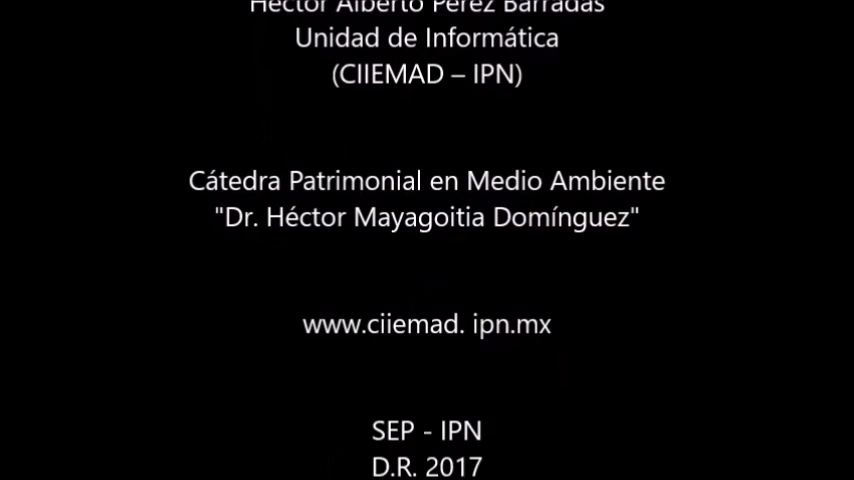 Héctor Alberto Pérez Barradas
Unidad de Informática
(CIIEMAD – IPN)
Cátedra Patrimonial en Medio Ambiente
"Dr. Héctor Mayagoitia Domínguez"
www.ciiemad. ipn.mx
SEP - IPN
D.R. 2017